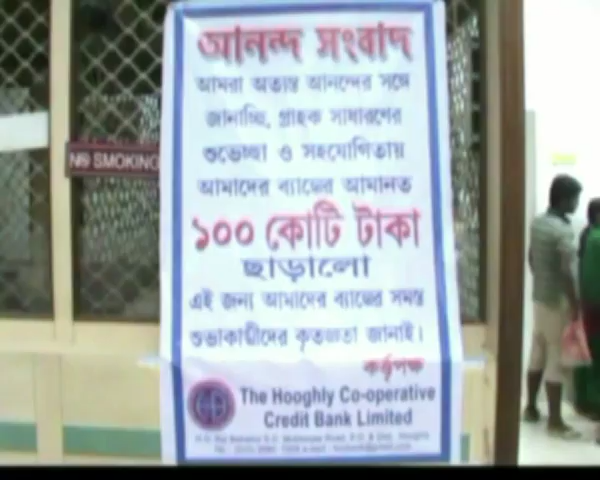 আনন্দ সংবাদ
আমরা অত্যন্ত আনন্দের সঙ্গে
জানাচ্ছি, গ্রাহক সাধারণের
শুভেচ্ছা ও সহযোগিতায়
আমাদের ব্যাঙ্কের আমানত
১০০ কোটি টাকা
ছাড়ালো
এই জন্য আমাদের ব্যাঙ্কের সমস্ত
শুভাকাঙ্খীদের কৃতজ্ঞতা জানাই।
কর্তৃপক্ষ
The Hooghly Co-operative
Credit Bank Limited
NO SMOKING